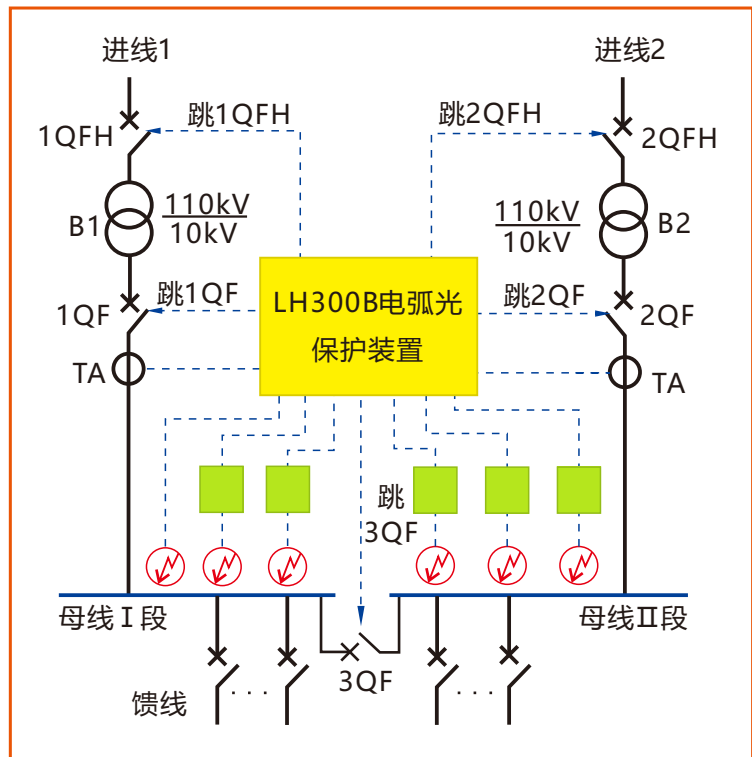 进线1
进线2
跳1QFH
跳2QFH
1QFH
2QFH
B1
110kV
10kV
110kV
10kV
B2
跳1QF
跳2QF
1QF
2QF
LH300B电弧光
保护装置
TA
TA
跳
3QF
母线Ⅰ段
母线Ⅱ段
3QF
馈线
···
···